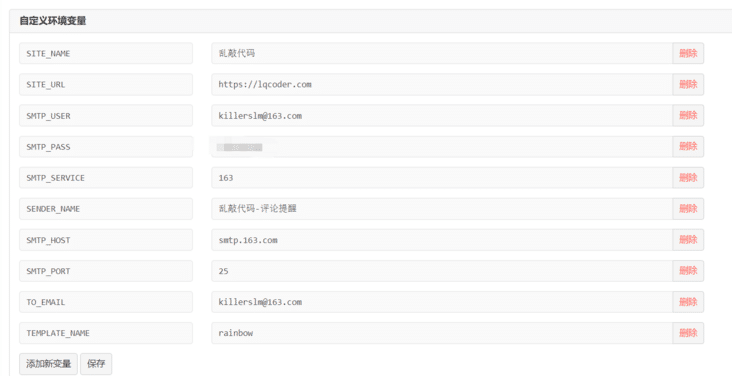 自定义环境变量
SITE_NAME 乱敲代码 删除
SITE_URL https://lqcoder.com 删除
SMTP_USER killerslm@163.com 删除
SMTP_PASS 删除
SMTP_SERVICE 163 删除
SENDER_NAME 乱敲代码-评论提醒 删除
SMTP_HOST smtp.163.com 删除
SMTP_PORT 25 删除
TO_EMAIL killerslm@163.com 删除
TEMPLATE_NAME rainbow 删除
添加新变量 保存